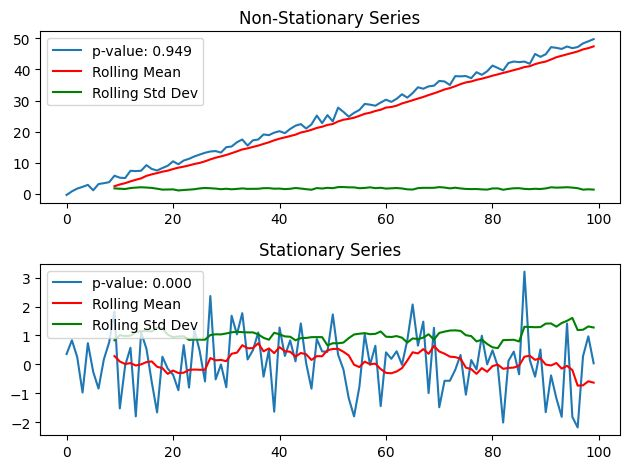 Non-Stationary Series
50
40
30
20
10
0
p-value: 0.949
Rolling Mean
Rolling Std Dev
0 20 40 60 80 100
Stationary Series
3
2
1
0
−1
−2
p-value: 0.000
Rolling Mean
Rolling Std Dev
0 20 40 60 80 100